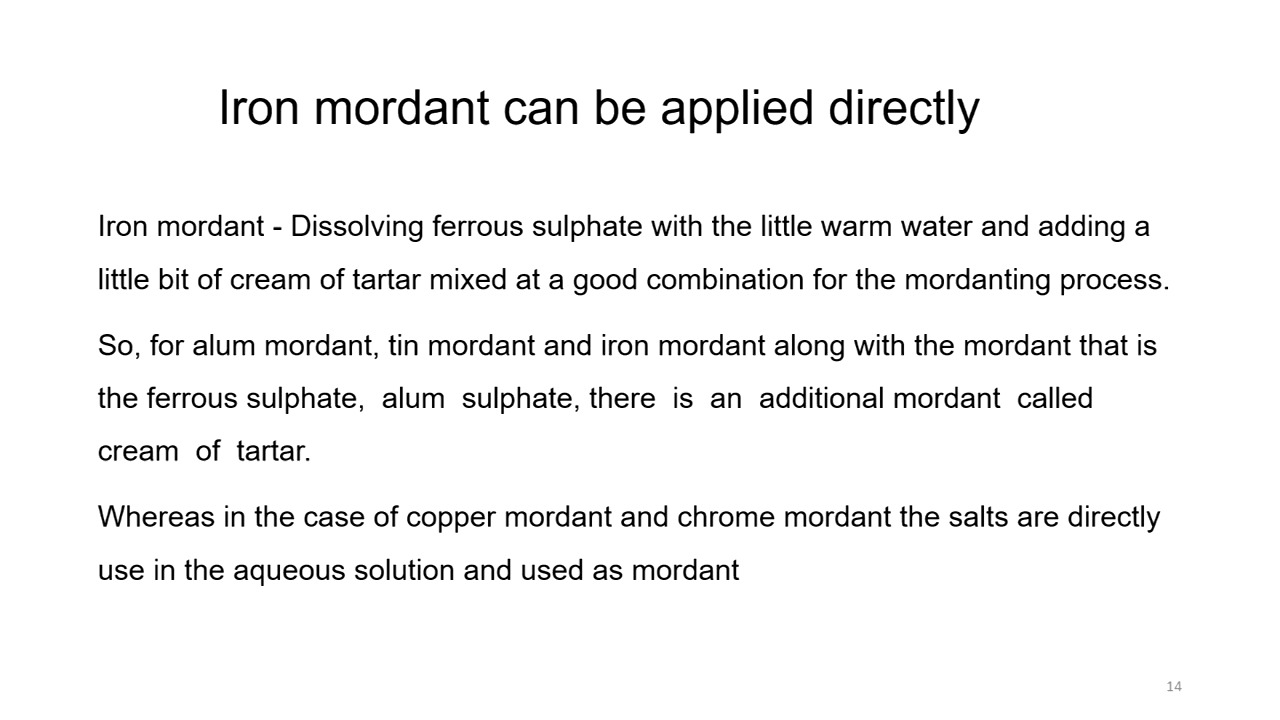 Iron mordant can be applied directly
Iron mordant - Dissolving ferrous sulphate with the little warm water and adding a
little bit of cream of tartar mixed at a good combination for the mordanting process.
So, for alum mordant, tin mordant and iron mordant along with the mordant that is
the ferrous sulphate,  alum  sulphate, there  is  an  additional mordant  called
cream  of  tartar.
Whereas in the case of copper mordant and chrome mordant the salts are directly
use in the aqueous solution and used as mordant
14